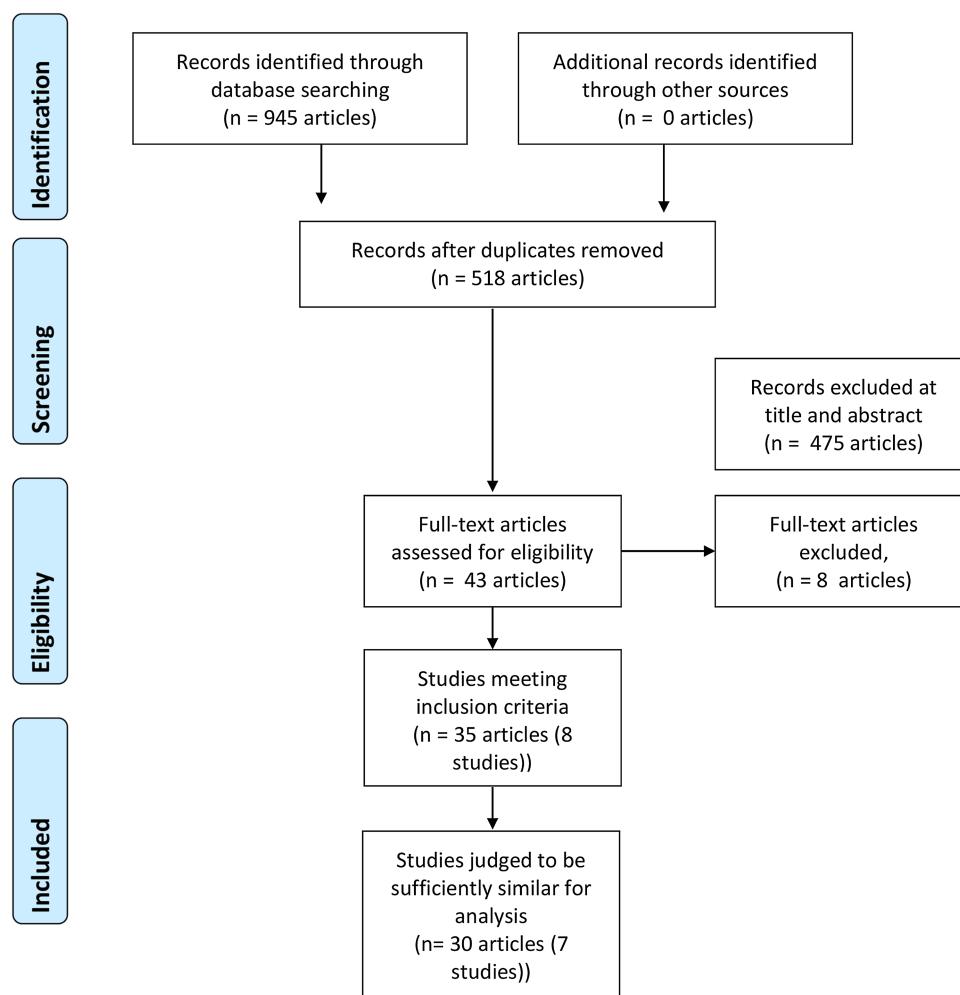 Identification
Records identified through
database searching
(n = 945 articles)
Additional records identified
through other sources
(n = 0 articles)
Screening
Records after duplicates removed
(n = 518 articles)
Records excluded at
title and abstract
(n = 475 articles)
Eligibility
Full-text articles
assessed for eligibility
(n = 43 articles)
Full-text articles
excluded,
(n = 8 articles)
Studies meeting
inclusion criteria
(n = 35 articles (8
studies))
Included
Studies judged to be
sufficiently similar for
analysis
(n= 30 articles (7
studies))